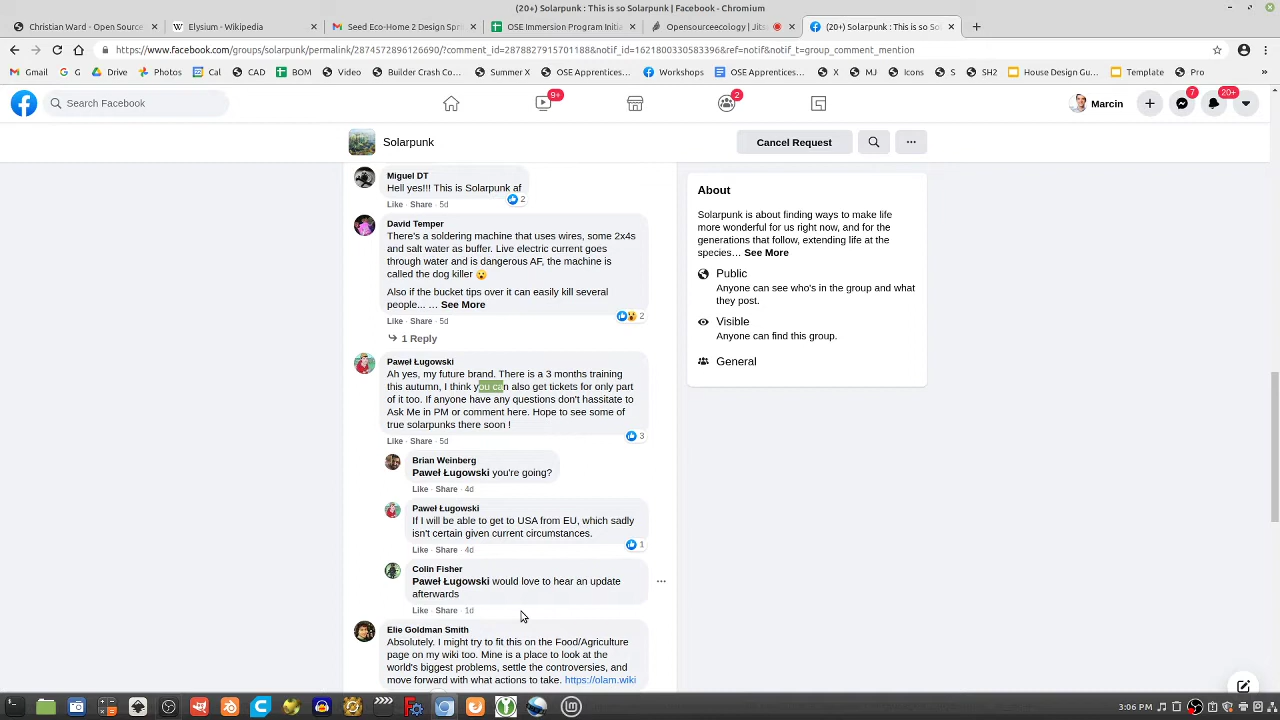 (20+) Solarpunk : This is so Solarpunk | Facebook - Chromium
Christian Ward - Open source
Elysium - Wikipedia
Seed Eco-Home 2 Design Spr
OSE Immersion Program Initia
Opensourceecology | Jits
(20+) Solarpunk : This is so So
https://www.facebook.com/groups/solarpunk/permalink/2874572896126690/?comment_id=2878827915701188&notif_id=1621800330583396&ref=notif&notif_t=group_comment_mention
Gmail G Drive Photos Cal CAD BON Video Builder Crash Co... Summer X OSE Apprentices... Workshops OSE Apprentices... X MJ Icons S SH2 House Design Gu... Template Pro »
Search Facebook
9+
2
Marcin
7
20+
Solarpunk
Cancel Request
Miguel DT
Hell yes!!! This is Solarpunk af
2
Like · Share · 5d
David Temper
There's a soldering machine that uses wires, some 2x4s
and salt water as buffer. Live electric current goes
through water and is dangerous AF, the machine is
called the dog killer 😮
Also if the bucket tips over it can easily kill several
people... … See More
2
Like · Share · 5d
1 Reply
Paweł Ługowski
Ah yes, my future brand. There is a 3 months training
this autumn, I think you can also get tickets for only part
of it too. If anyone have any questions don't hassitate to
Ask Me in PM or comment here. Hope to see some of
true solarpunks there soon !
3
Like · Share · 5d
Brian Weinberg
Paweł Ługowski you're going?
Like · Share · 4d
Paweł Ługowski
If I will be able to get to USA from EU, which sadly
isn't certain given current circumstances.
1
Like · Share · 4d
Colin Fisher
Paweł Ługowski would love to hear an update
afterwards
Like · Share · 1d
Elie Goldman Smith
Absolutely. I might try to fit this on the Food/Agriculture
page on my wiki too. Mine is a place to look at the
world's biggest problems, settle the controversies, and
move forward with what actions to take. https://olam.wiki
About
Solarpunk is about finding ways to make life
more wonderful for us right now, and for the
generations that follow, extending life at the
species… See More
Public
Anyone can see who's in the group and what
they post.
Visible
Anyone can find this group.
General
3:06 PM